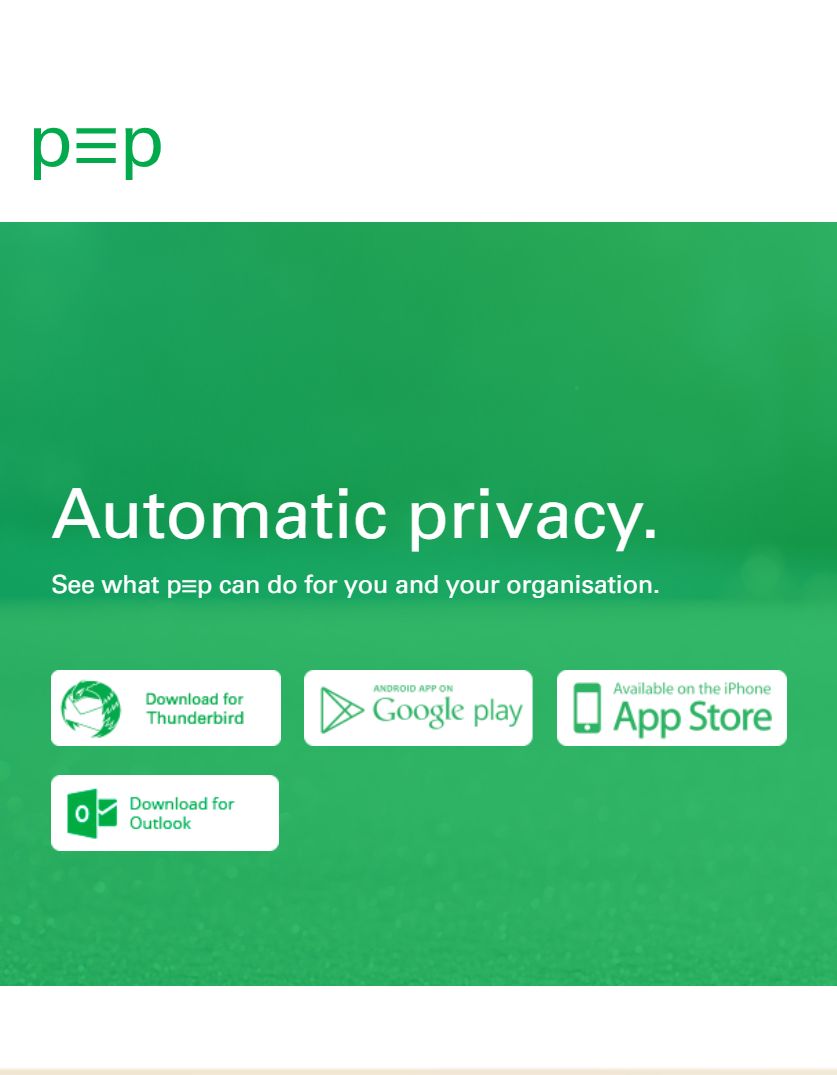 p≡p
Automatic privacy.
See what p≡p can do for you and your organisation.
Download for
Thunderbird
ANDROID APP ON
Google play
Available on the iPhone
App Store
O
Download for
Outlook